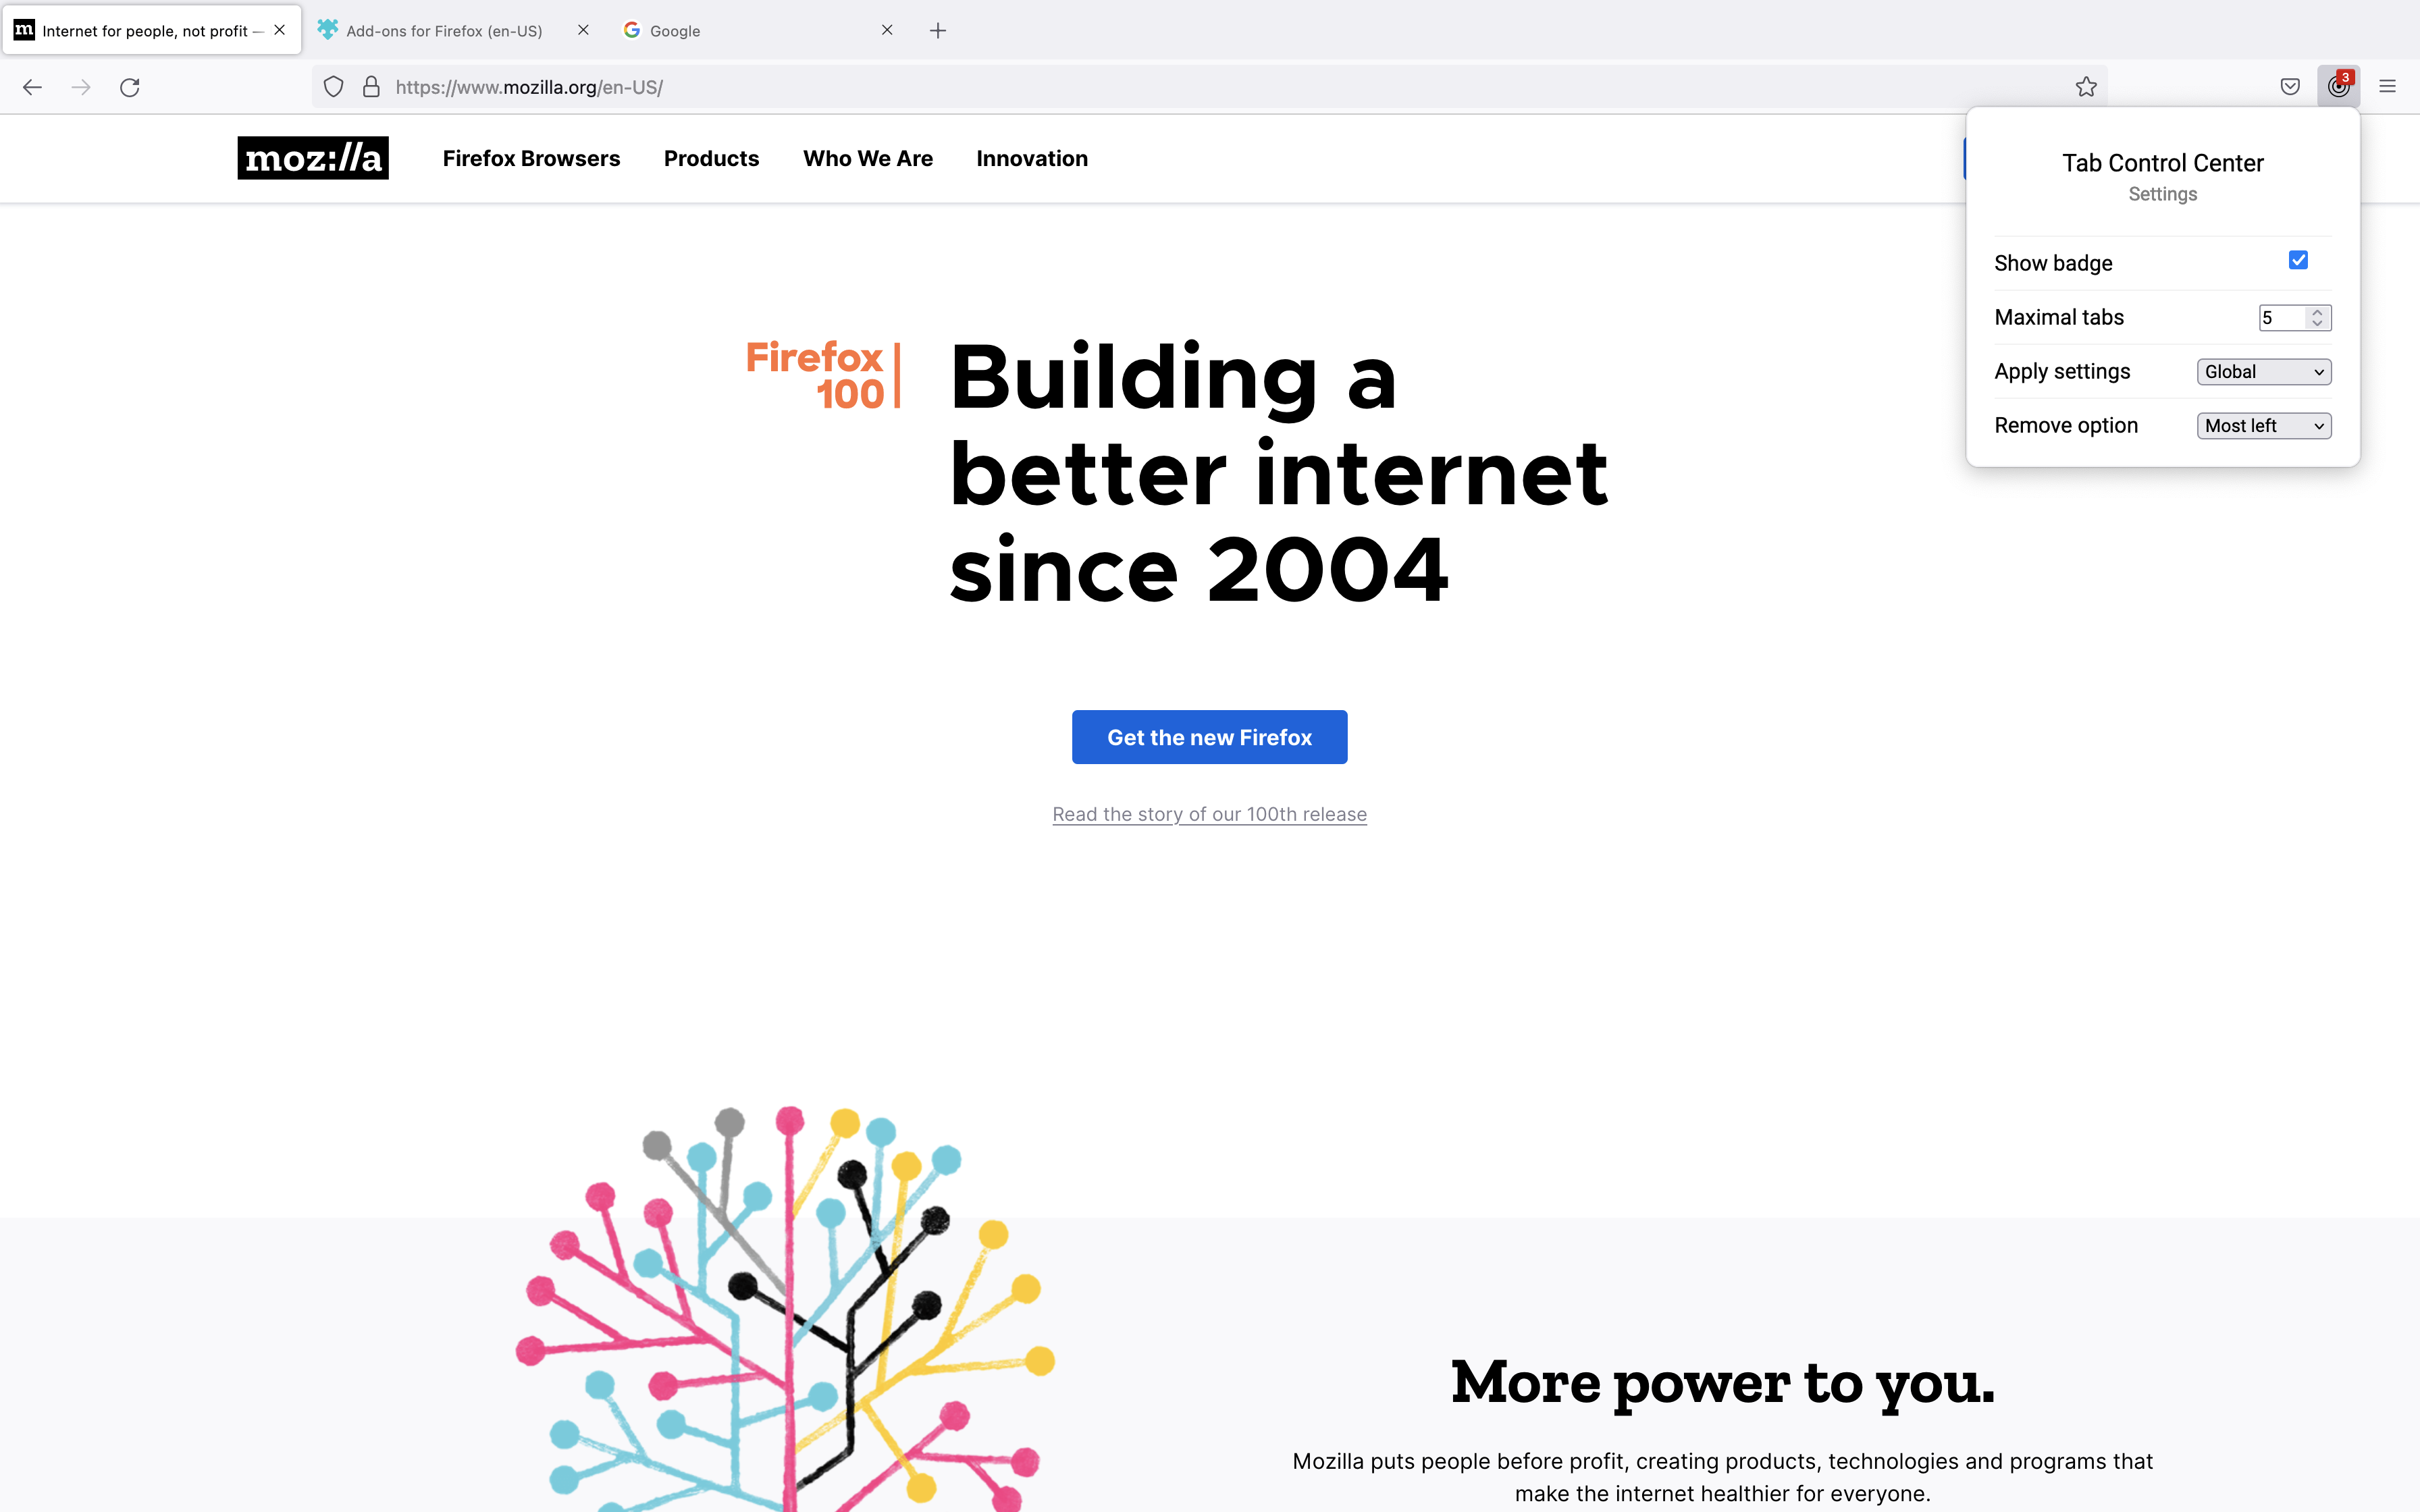 Internet for people, not profit —
Add-ons for Firefox (en-US)
Google
https://www.mozilla.org/en-US/
3
moz://a
Firefox Browsers
Products
Who We Are
Innovation
Tab Control Center
Settings
Show badge
Maximal tabs
5
Apply settings
Global
Remove option
Most left
Firefox
100
Building a
better internet
since 2004
Get the new Firefox
Read the story of our 100th release
More power to you.
Mozilla puts people before profit, creating products, technologies and programs that
make the internet healthier for everyone.